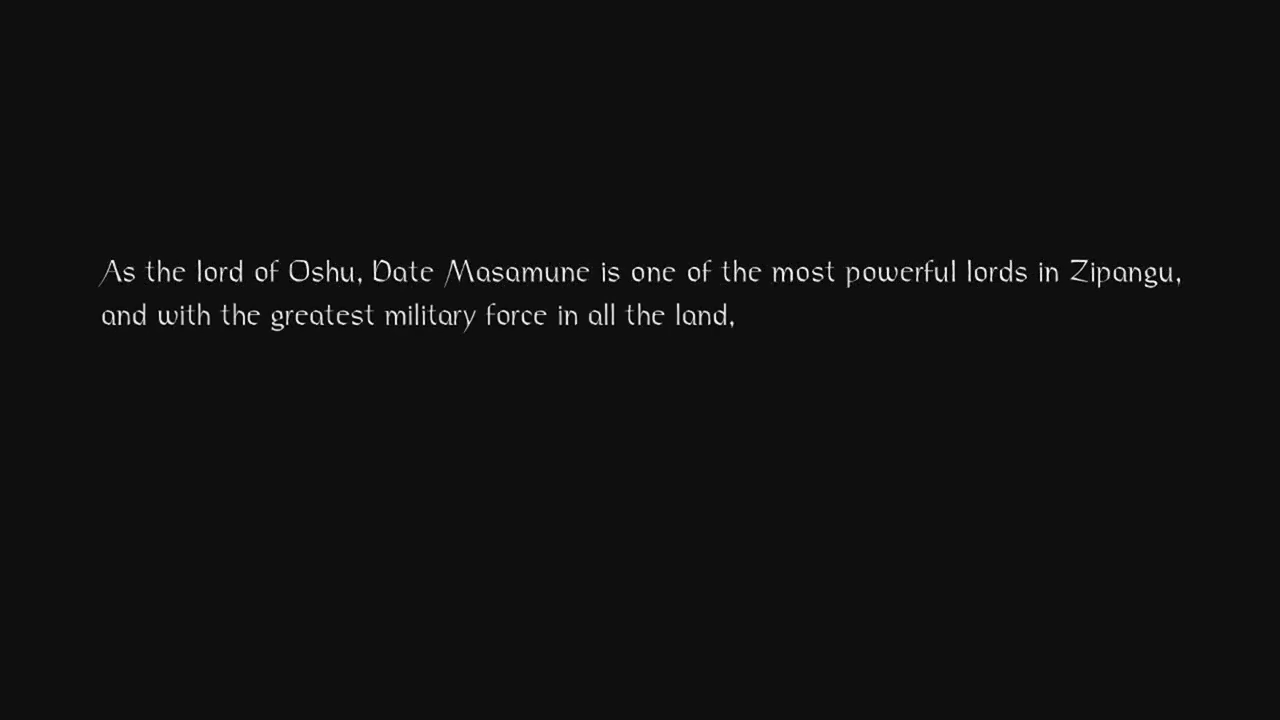 As the lord of Oshu, Date Masamune is one of the most powerful lords in Zipangu,
and with the greatest military force in all the land,